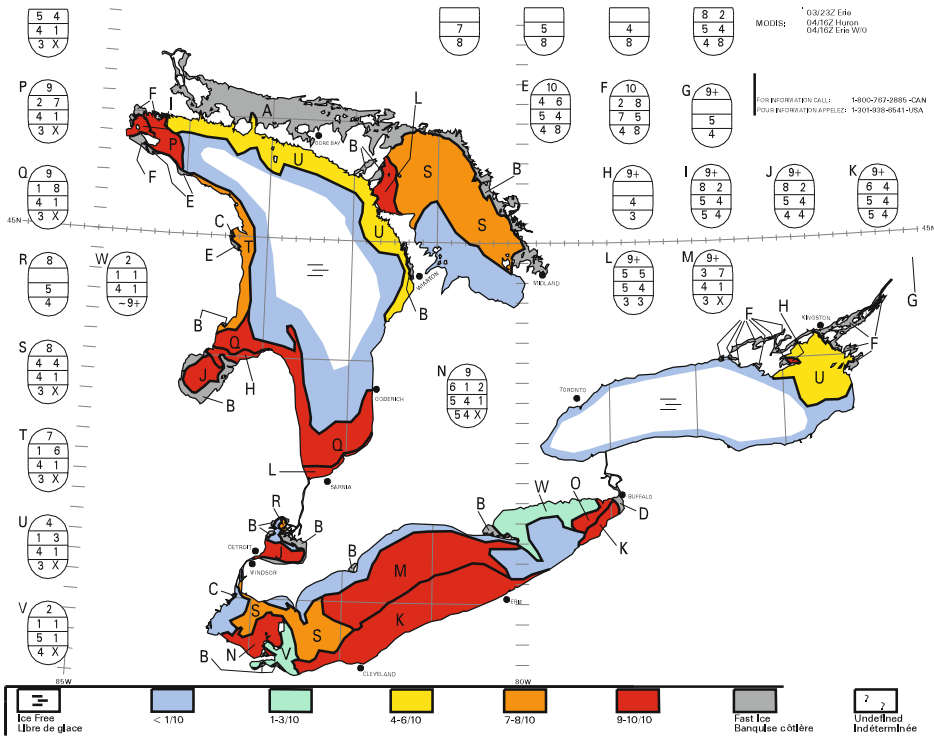 5 4
4 1
3 X
7
8
5
8
4
8
8 2
5 4
4 8
MODIS:
03/23Z Erie
04/16Z Huron
04/16Z Erie W/O
FOR INFORMATION CALL: 1-800-767-2885 -CAN
POUR INFORMATION APPELEZ: 1-301-938-6541-USA
P
9
2 7
4 1
3 X
E
10
4 6
5 4
4 8
F
10
2 8
7 5
4 8
G
9+
5
4
Q
9
1 8
4 1
3 X
H
9+
4
3
I
9+
8 2
5 4
5 4
J
9+
8 2
5 4
4 4
K
9+
6 4
5 4
5 4
45N
45N
R
8
5
4
W
2
1 1
4 1
~9+
L
9+
5 5
5 4
3 3
M
9+
3 7
4 1
3 X
S
8
4 4
4 1
3 X
N
9
6 1 2
5 4 1
5 4 X
T
7
1 6
4 1
3 X
U
4
1 3
4 1
3 X
V
2
1 1
5 1
4 X
F
I
A
L
P
F
E
U
B
S
B
S
C
E
T
U
WIARTON
MIDLAND
B
B
Q
J
H
B
GODERICH
Q
L
SARNIA
F
H
KINGSTON
F
G
U
TORONTO
R
B
B
DETROIT
WINDSOR
B
B
W
O
BUFFALO
D
K
C
S
M
K
ERIE
N
S
V
B
CLEVELAND
85W
80W
Ice Free
Libre de glace
< 1/10
1-3/10
4-6/10
7-8/10
9-10/10
Fast Ice
Banquise côtière
Undefined
Indéterminée